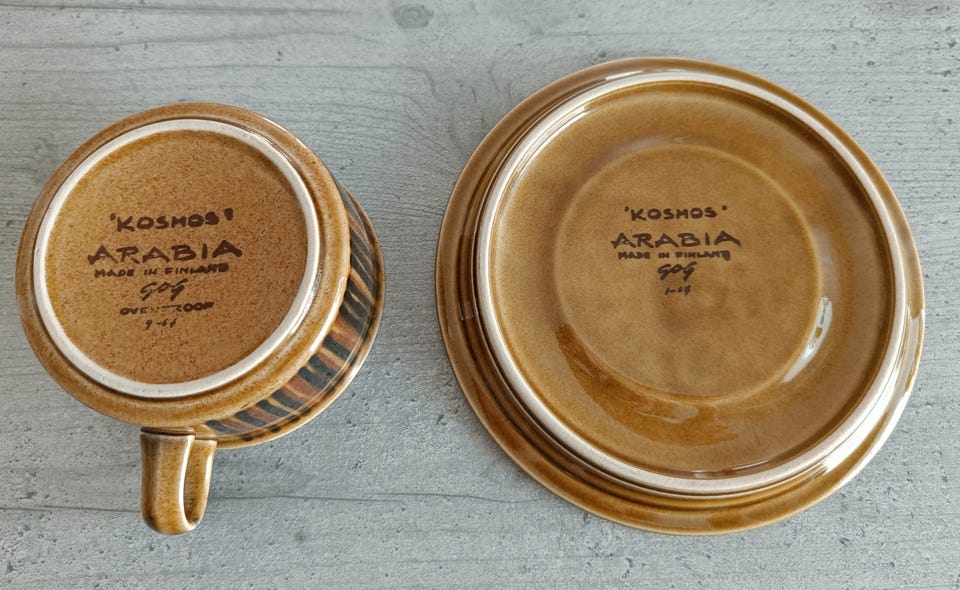 'KOSMOS'
ARABIA
MADE IN FINLAND
GOG
OVENPROOF
9-64
'KOSMOS'
ARABIA
MADE IN FINLAND
GOG
1-64